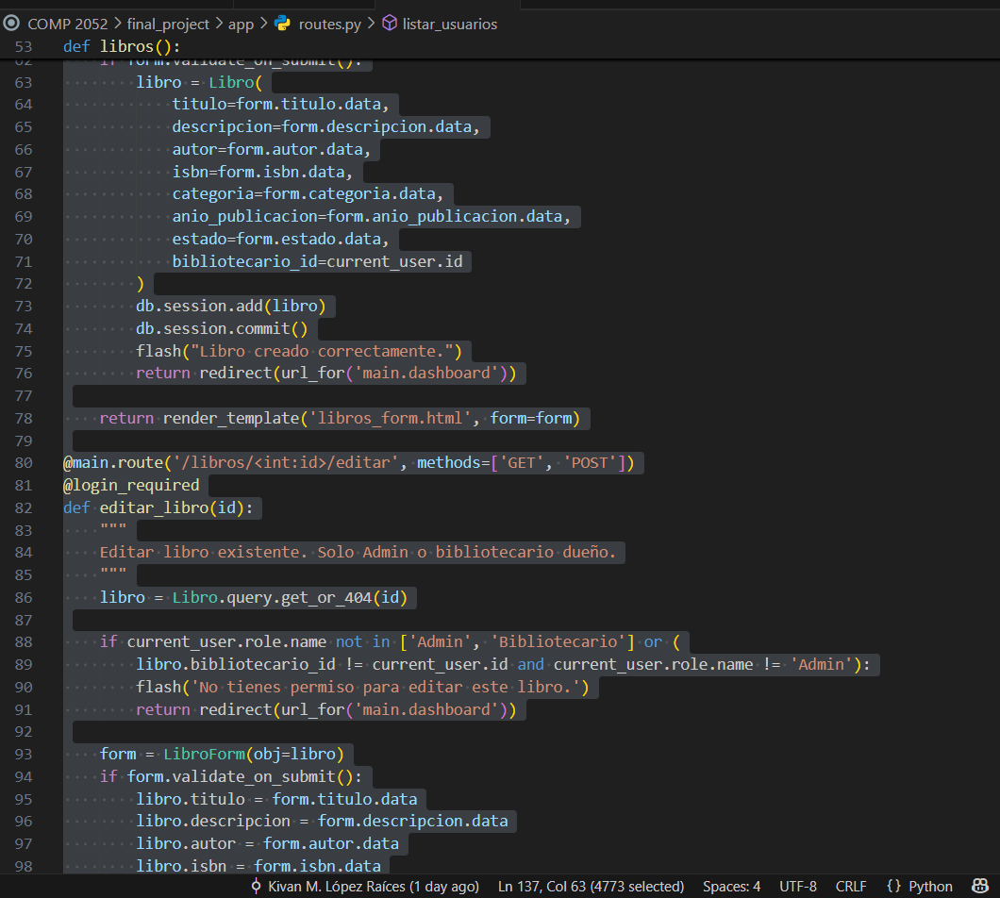 COMP 2052 > final_project > app > routes.py > listar_usuarios
53 def libros():
62 if form.validate_on_submit():
63 libro = Libro(
64 titulo=form.titulo.data,
65 descripcion=form.descripcion.data,
66 autor=form.autor.data,
67 isbn=form.isbn.data,
68 categoria=form.categoria.data,
69 anio_publicacion=form.anio_publicacion.data,
70 estado=form.estado.data,
71 bibliotecario_id=current_user.id
72 )
73 db.session.add(libro)
74 db.session.commit()
75 flash("Libro creado correctamente.")
76 return redirect(url_for('main.dashboard'))
77
78 return render_template('libros_form.html', form=form)
79
80 @main.route('/libros/<int:id>/editar', methods=['GET', 'POST'])
81 @login_required
82 def editar_libro(id):
83 """
84 Editar libro existente. Solo Admin o bibliotecario dueño.
85 """
86 libro = Libro.query.get_or_404(id)
87
88 if current_user.role.name not in ['Admin', 'Bibliotecario'] or (
89 libro.bibliotecario_id != current_user.id and current_user.role.name != 'Admin'):
90 flash('No tienes permiso para editar este libro.')
91 return redirect(url_for('main.dashboard'))
92
93 form = LibroForm(obj=libro)
94 if form.validate_on_submit():
95 libro.titulo = form.titulo.data
96 libro.descripcion = form.descripcion.data
97 libro.autor = form.autor.data
98 libro.isbn = form.isbn.data
Kivan M. López Raíces (1 day ago) Ln 137, Col 63 (4773 selected) Spaces: 4 UTF-8 CRLF {} Python